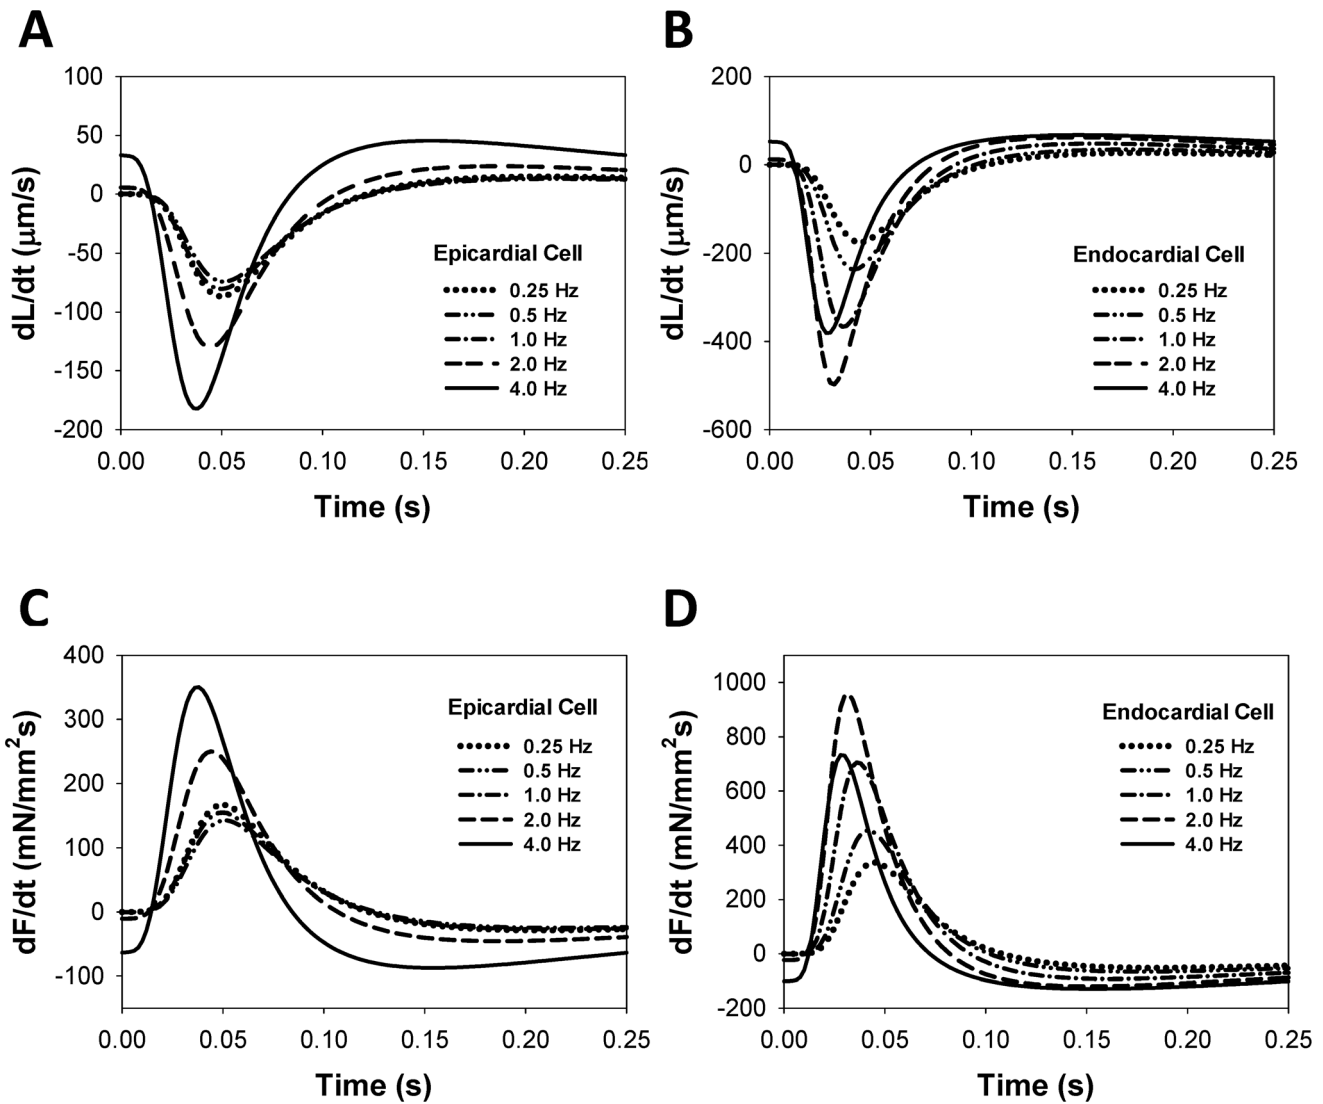 A
100
50
0
-50
-100
-150
-200
dL/dt (μm/s)
Epicardial Cell
0.25 Hz
0.5 Hz
1.0 Hz
2.0 Hz
4.0 Hz
0.00 0.05 0.10 0.15 0.20 0.25
Time (s)
B
200
0
-200
-400
-600
dL/dt (μm/s)
Endocardial Cell
0.25 Hz
0.5 Hz
1.0 Hz
2.0 Hz
4.0 Hz
0.00 0.05 0.10 0.15 0.20 0.25
Time (s)
C
400
300
200
100
0
-100
dF/dt (mN/mm²s)
Epicardial Cell
0.25 Hz
0.5 Hz
1.0 Hz
2.0 Hz
4.0 Hz
0.00 0.05 0.10 0.15 0.20 0.25
Time (s)
D
1000
800
600
400
200
0
-200
dF/dt (mN/mm²s)
Endocardial Cell
0.25 Hz
0.5 Hz
1.0 Hz
2.0 Hz
4.0 Hz
0.00 0.05 0.10 0.15 0.20 0.25
Time (s)